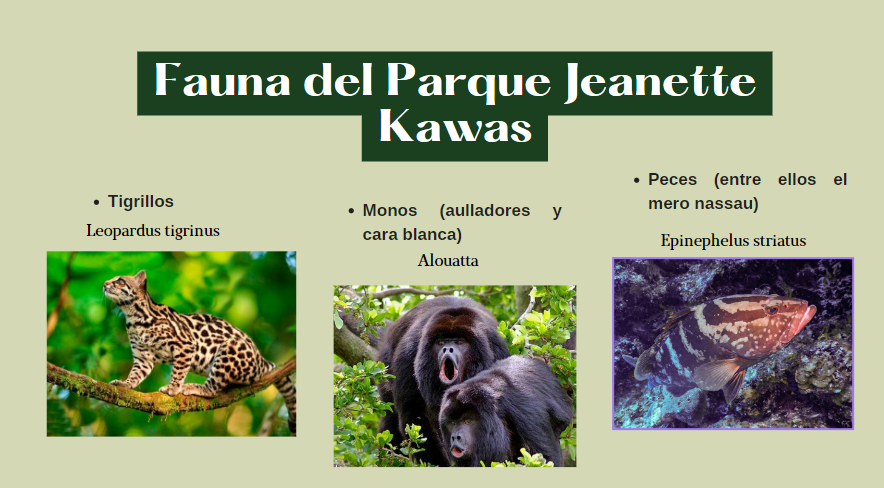 Fauna del Parque Jeanette
Kawas
• Tigrillos
Leopardus tigrinus
• Monos (aulladores y
cara blanca)
Alouatta
• Peces (entre ellos el
mero nassau)
Epinephelus striatus